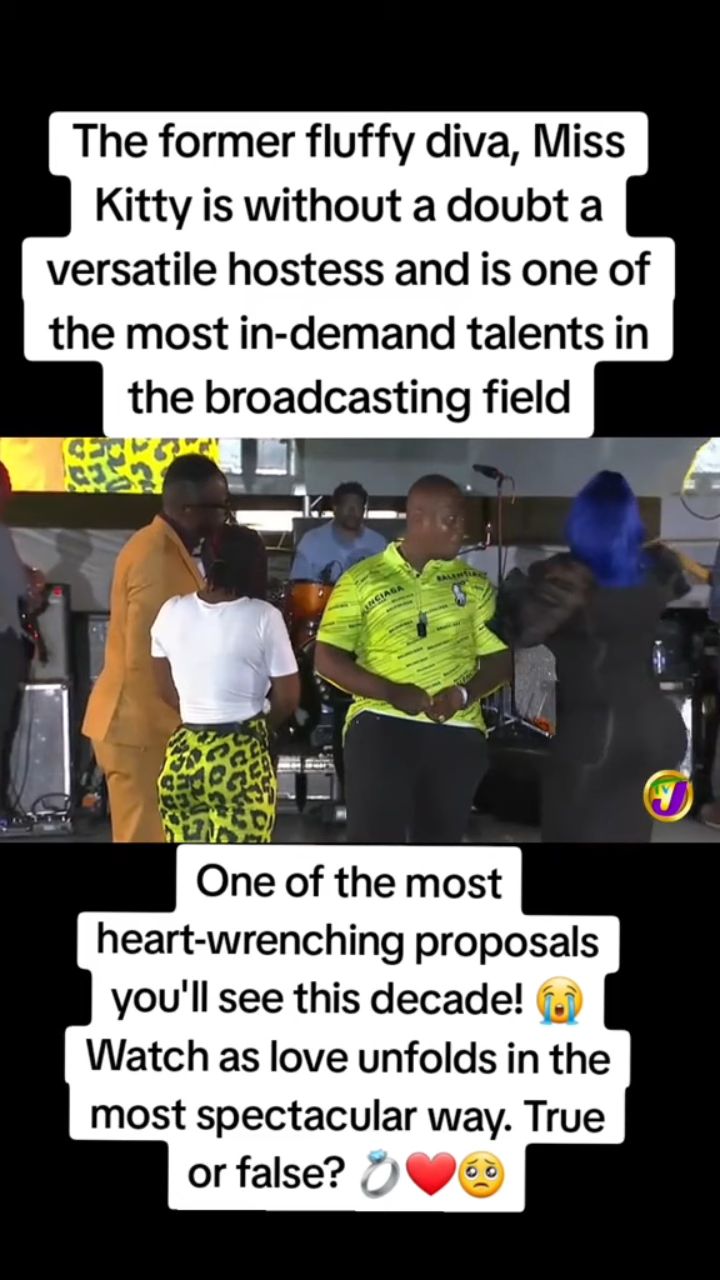 The former fluffy diva, Miss
Kitty is without a doubt a
versatile hostess and is one of
the most in-demand talents in
the broadcasting field
BALENCIAGA
TVJ
One of the most
heart-wrenching proposals
you'll see this decade! 😭
Watch as love unfolds in the
most spectacular way. True
or false? 💍❤️🥺